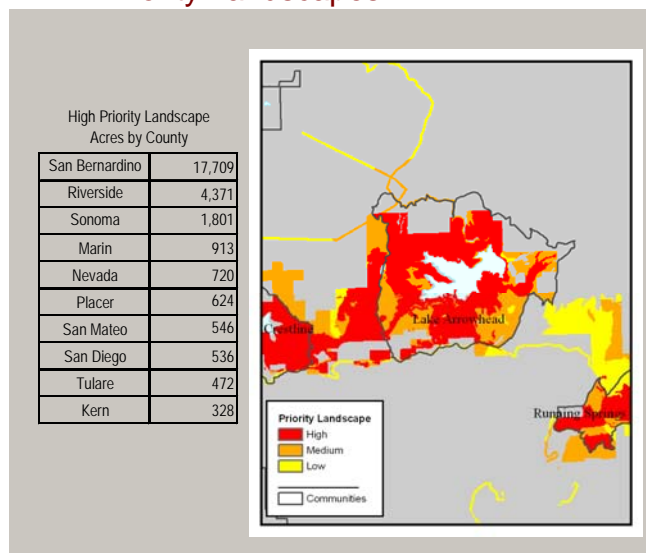 High Priority Landscape
Acres by County
San Bernardino 17,709
Riverside 4,371
Sonoma 1,801
Marin 913
Nevada 720
Placer 624
San Mateo 546
San Diego 536
Tulare 472
Kern 328
Crestline
Lake Arrowhead
Running Springs
Priority Landscape
High
Medium
Low
Communities